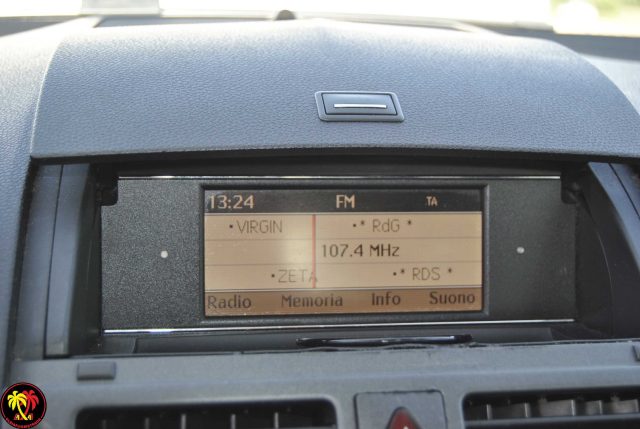 13:24 FM TA
•VIRGIN •* RdG *
107.4 MHz
•ZETA •* RDS *
Radio Memoria Info Suono